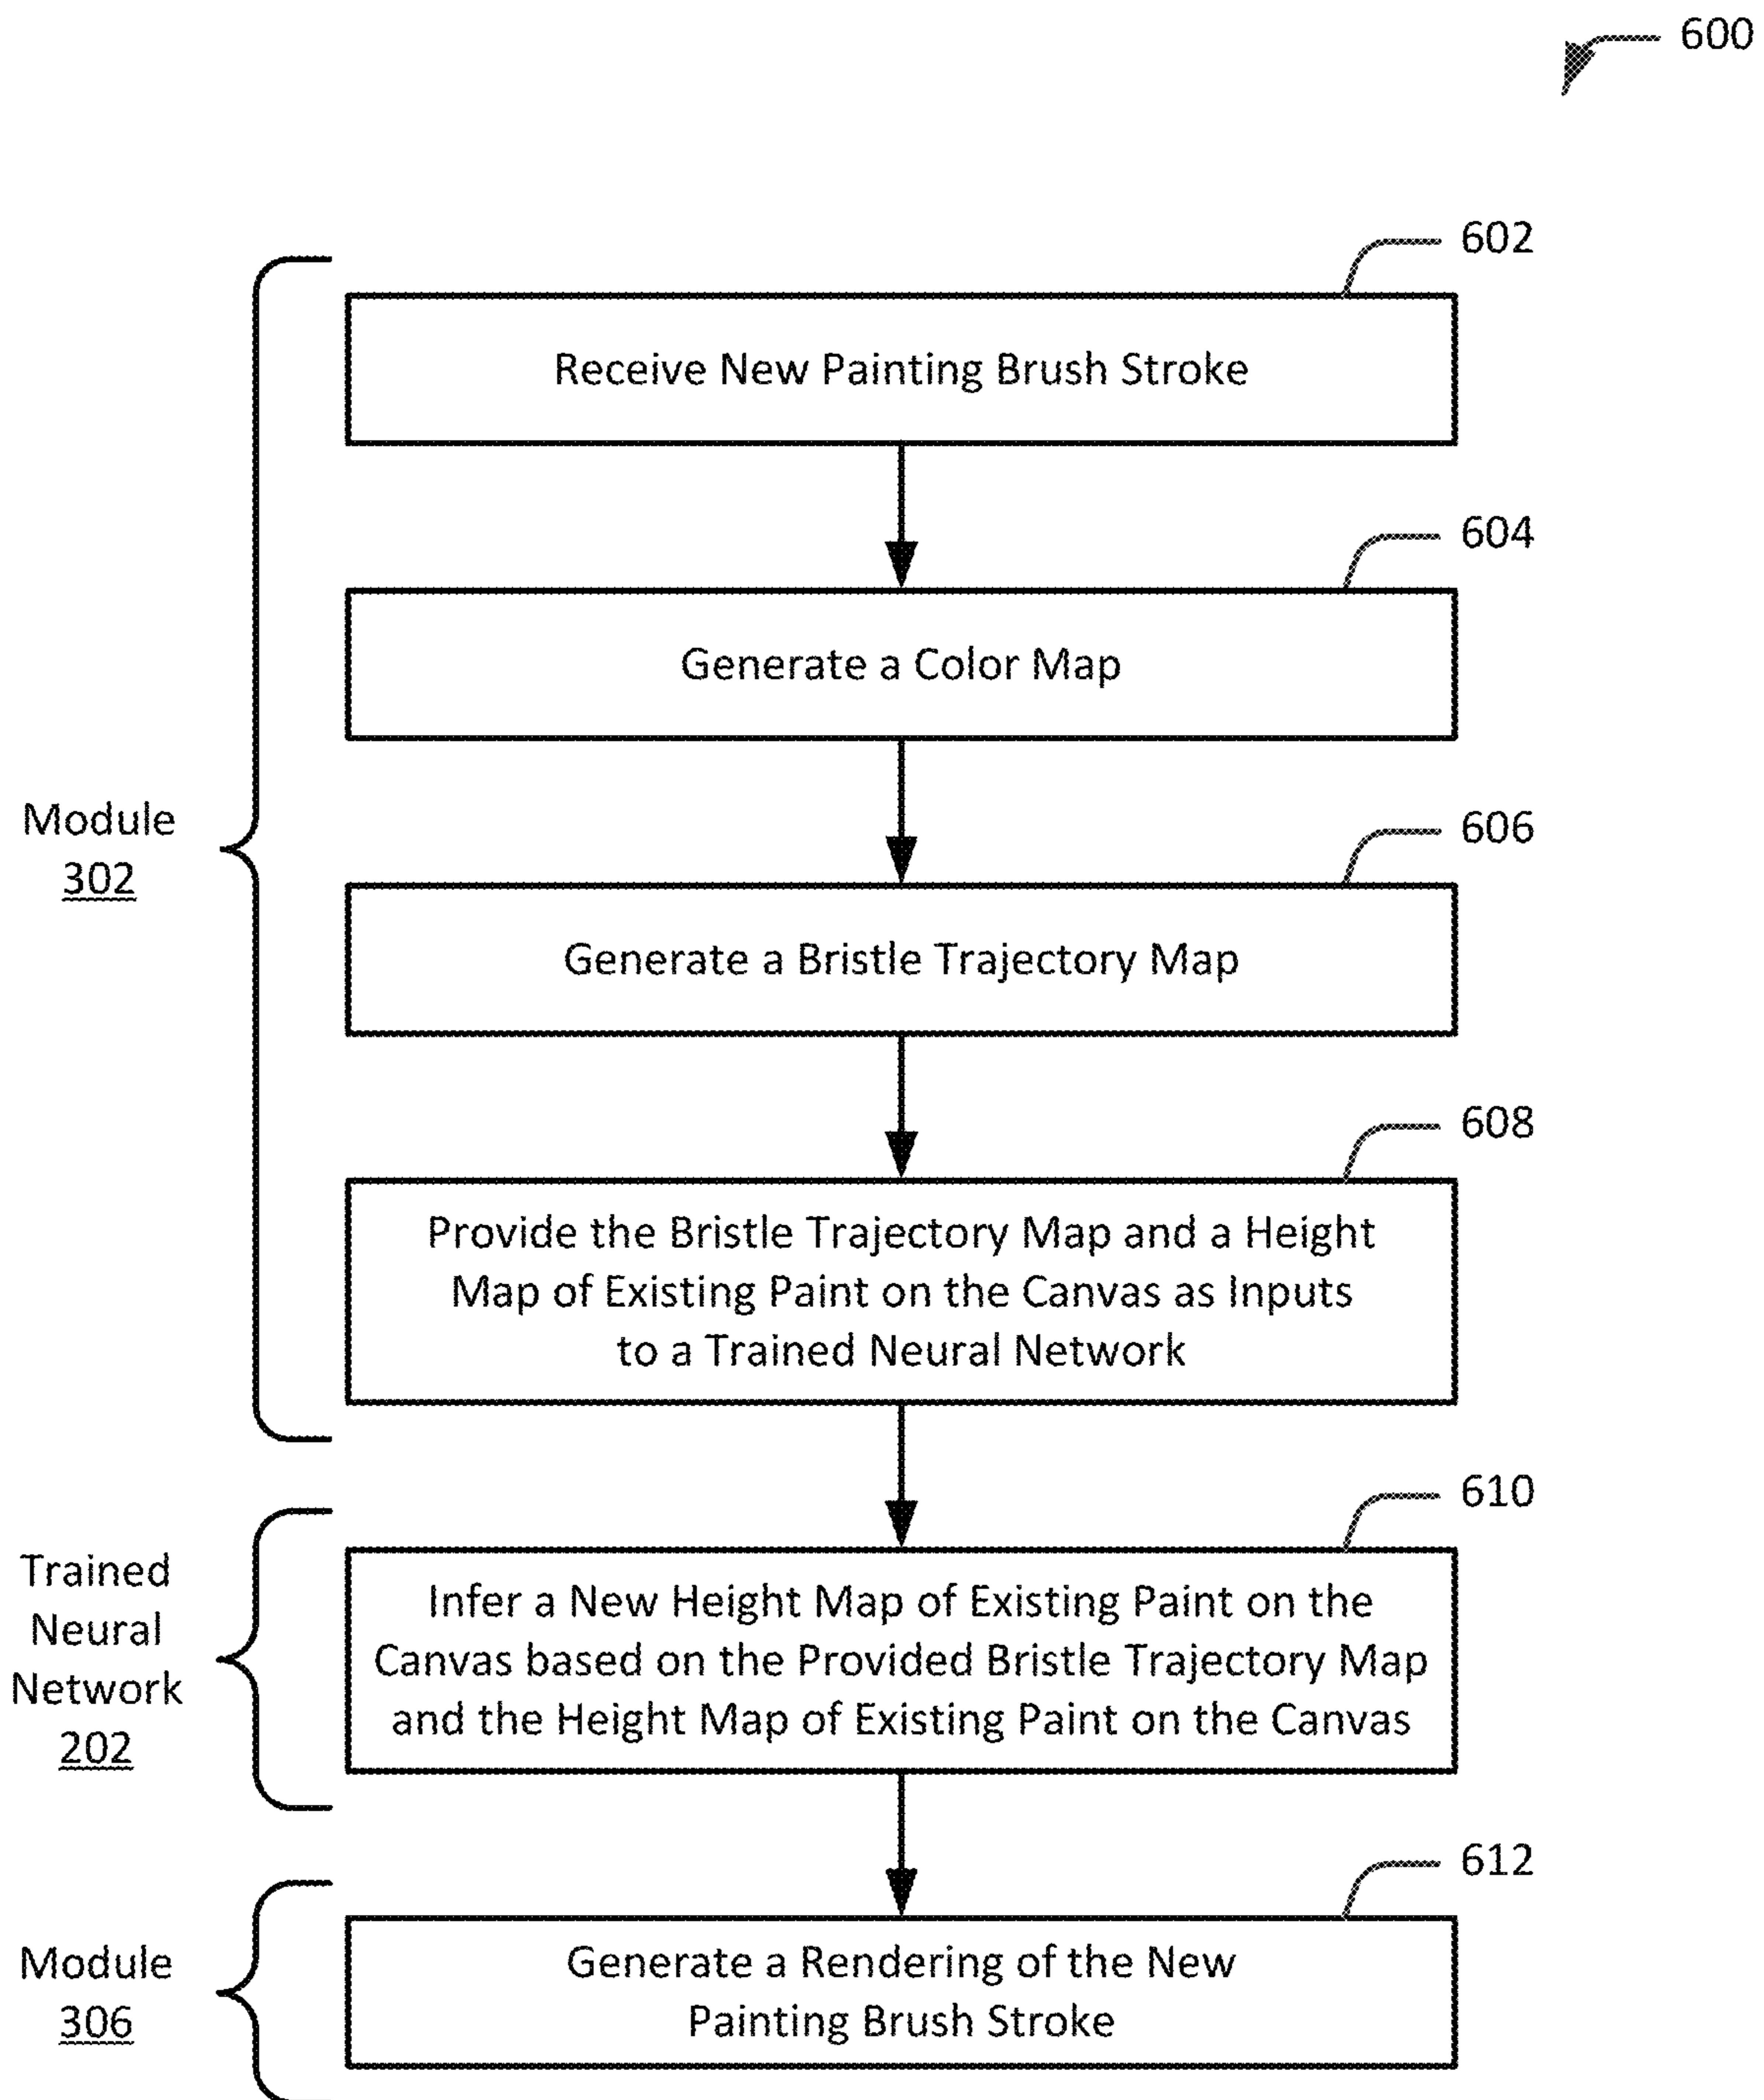 600
602
Receive New Painting Brush Stroke
604
Generate a Color Map
606
Generate a Bristle Trajectory Map
Module
302
608
Provide the Bristle Trajectory Map and a Height
Map of Existing Paint on the Canvas as Inputs
to a Trained Neural Network
610
Infer a New Height Map of Existing Paint on the
Canvas based on the Provided Bristle Trajectory Map
and the Height Map of Existing Paint on the Canvas
Trained
Neural
Network
202
612
Generate a Rendering of the New
Painting Brush Stroke
Module
306